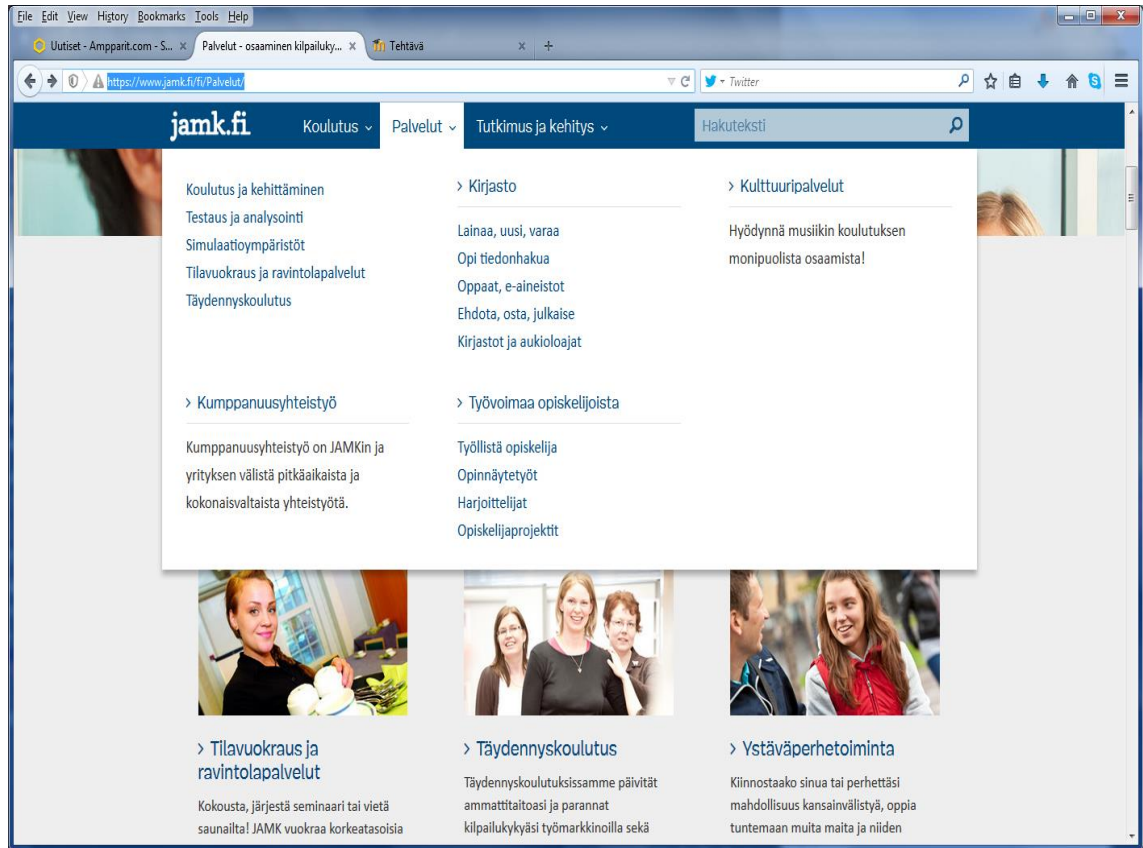 File Edit View History Bookmarks Tools Help
Uutiset - Ampparit.com - S... × Palvelut - osaaminen kilpailuky... × Tehtävä × +
https://www.jamk.fi/fi/Palvelut/ Twitter
jamk.fi Koulutus Palvelut Tutkimus ja kehitys Hakuteksti
Koulutus ja kehittäminen
Testaus ja analysointi
Simulaatioympäristöt
Tilavuokraus ja ravintolapalvelut
Täydennyskoulutus
> Kirjasto
Lainaa, uusi, varaa
Opi tiedonhakua
Oppaat, e-aineistot
Ehdota, osta, julkaise
Kirjastot ja aukioloajat
> Kulttuuripalvelut
Hyödynnä musiikin koulutuksen
monipuolista osaamista!
> Kumppanuusyhteistyö
Kumppanuusyhteistyö on JAMKin ja
yrityksen välistä pitkäaikaista ja
kokonaisvaltaista yhteistyötä.
> Työvoimaa opiskelijoista
Työllistä opiskelija
Opinnäytetyöt
Harjoittelijat
Opiskelijaprojektit
> Tilavuokraus ja
ravintolapalvelut
Kokousta, järjestä seminaari tai vietä
saunailta! JAMK vuokraa korkeatasoisia
> Täydennyskoulutus
Täydennyskoulutuksissamme päivität
ammattitaitoasi ja parannat
kilpailukykyäsi työmarkkinoilla sekä
> Ystäväperhetoiminta
Kiinnostaako sinua tai perhettäsi
mahdollisuus kansainvälistyä, oppia
tuntemaan muita maita ja niiden